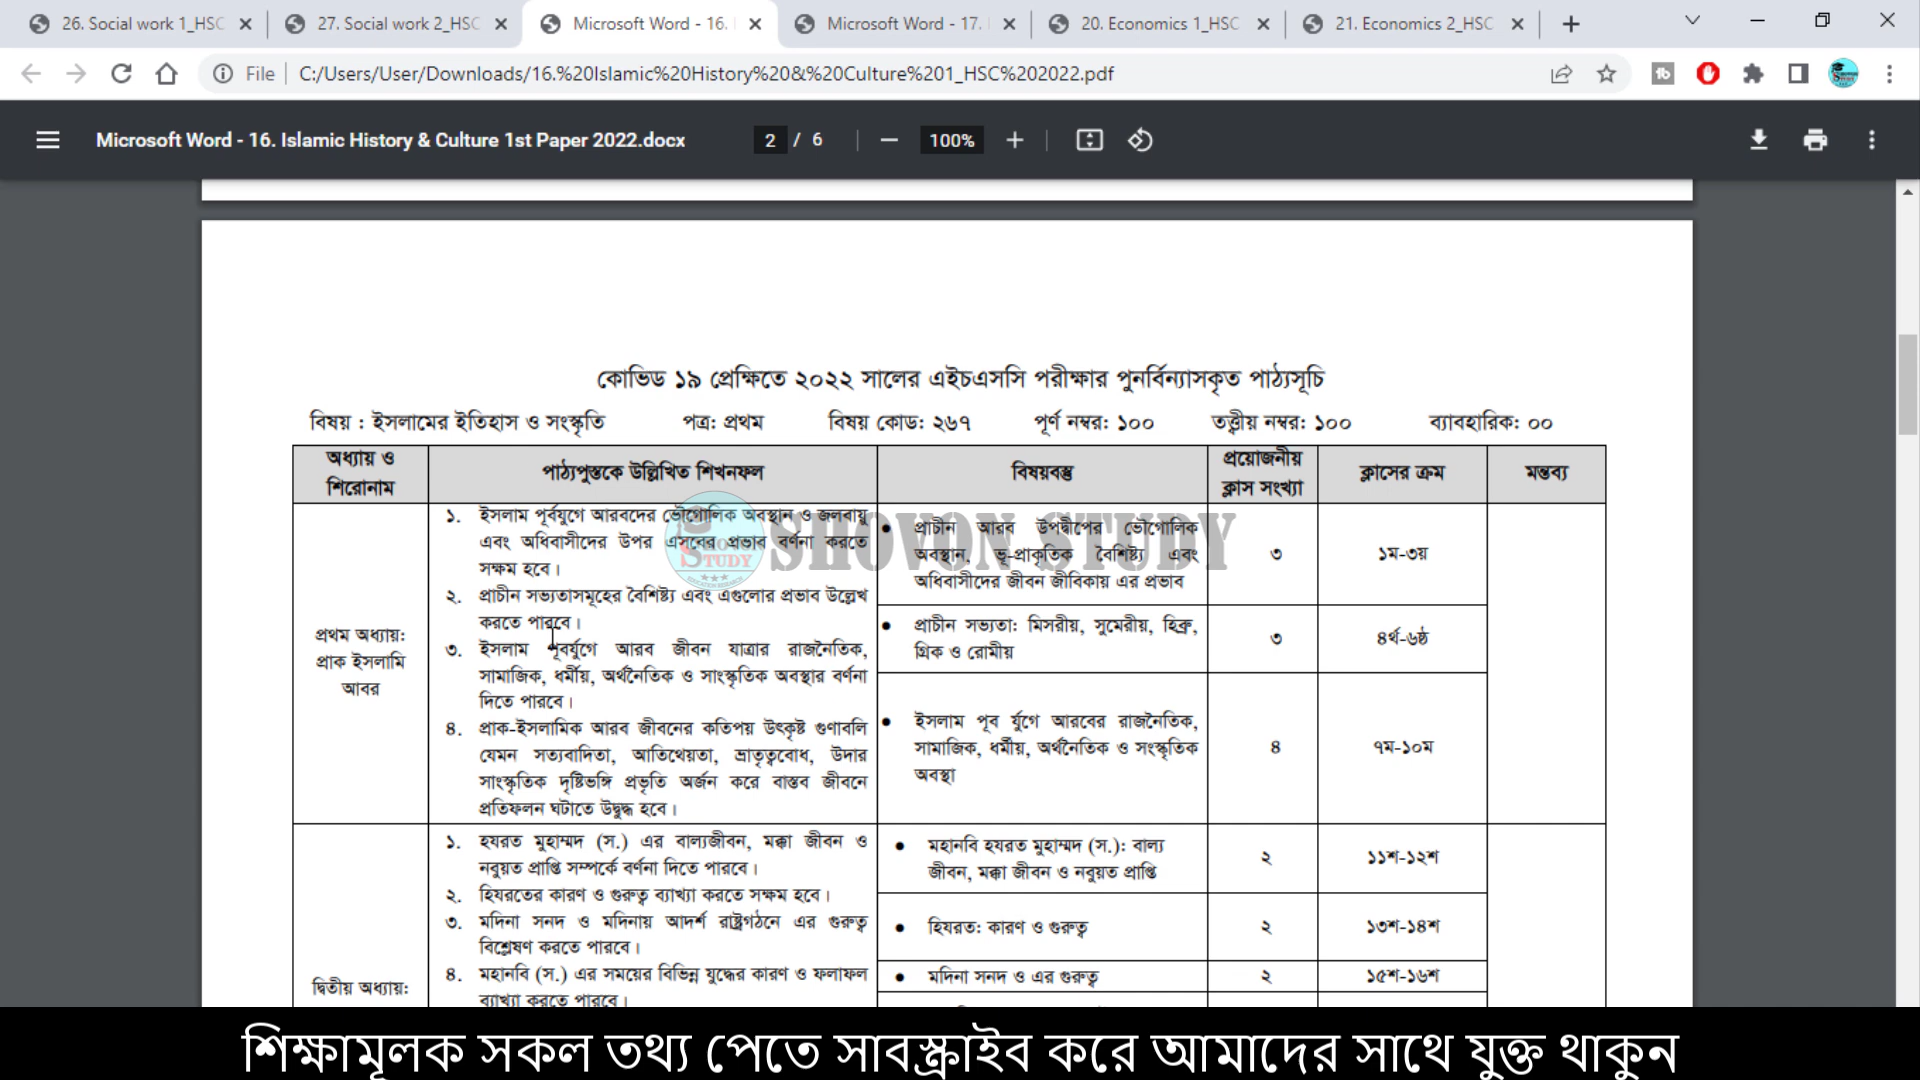 26. Social work 1_HSC
27. Social work 2_HSC
Microsoft Word - 16.
Microsoft Word - 17.
20. Economics 1_HSC
21. Economics 2_HSC
File
C:/Users/User/Downloads/16.%20Islamic%20History%20&%20Culture%201_HSC%202022.pdf
Microsoft Word - 16. Islamic History & Culture 1st Paper 2022.docx
2 / 6
100%
কোভিড ১৯ প্রেক্ষিতে ২০২২ সালের এইচএসসি পরীক্ষার পুনর্বিন্যাসকৃত পাঠ্যসূচি
বিষয় : ইসলামের ইতিহাস ও সংস্কৃতি পত্র: প্রথম বিষয় কোড: ২৬৭ পূর্ণ নম্বর: ১০০ তত্ত্বীয় নম্বর: ১০০ ব্যাবহারিক: ০০
অধ্যায় ও
শিরোনাম
পাঠ্যপুস্তকে উল্লিখিত শিখনফল
বিষয়বস্তু
প্রয়োজনীয়
ক্লাস সংখ্যা
ক্লাসের ক্রম
মন্তব্য
প্রথম অধ্যায়:
প্রাক ইসলামি
আবর
১. ইসলাম পূর্বযুগে আরবদের ভৌগোলিক অবস্থান ও জলবায়ু
এবং অধিবাসীদের উপর এসবের প্রভাব বর্ণনা করতে
সক্ষম হবে।
২. প্রাচীন সভ্যতাসমূহের বৈশিষ্ট্য এবং এগুলোর প্রভাব উল্লেখ
করতে পারবে।
৩. ইসলাম পূবর্যুগে আরব জীবন যাত্রার রাজনৈতিক,
সামাজিক, ধর্মীয়, অর্থনৈতিক ও সাংস্কৃতিক অবস্থার বর্ণনা
দিতে পারবে।
৪. প্রাক-ইসলামিক আরব জীবনের কতিপয় উৎকৃষ্ট গুণাবলি
যেমন সত্যবাদিতা, আতিথেয়তা, ভ্রাতৃত্ববোধ, উদার
সাংস্কৃতিক দৃষ্টিভঙ্গি প্রভৃতি অর্জন করে বাস্তব জীবনে
প্রতিফলন ঘটাতে উদ্বুদ্ধ হবে।
• প্রাচীন আরব উপদ্বীপের ভৌগোলিক
অবস্থান, ভূ-প্রাকৃতিক বৈশিষ্ট্য এবং
অধিবাসীদের জীবন জীবিকায় এর প্রভাব
৩
১ম-৩য়
• প্রাচীন সভ্যতা: মিসরীয়, সুমেরীয়, হিব্রু,
গ্রিক ও রোমীয়
৩
৪র্থ-৬ষ্ঠ
• ইসলাম পূব র্যুগে আরবের রাজনৈতিক,
সামাজিক, ধর্মীয়, অর্থনৈতিক ও সংস্কৃতিক
অবস্থা
৪
৭ম-১০ম
SHOVON STUDY
SHOVON
STUDY
দ্বিতীয় অধ্যায়:
১. হযরত মুহাম্মদ (স.) এর বাল্যজীবন, মক্কা জীবন ও
নবুয়ত প্রাপ্তি সম্পর্কে বর্ণনা দিতে পারবে।
২. হিযরতের কারণ ও গুরুত্ব ব্যাখ্যা করতে সক্ষম হবে।
৩. মদিনা সনদ ও মদিনায় আদর্শ রাষ্ট্রগঠনে এর গুরুত্ব
বিশ্লেষণ করতে পারবে।
৪. মহানবি (স.) এর সময়ের বিভিন্ন যুদ্ধের কারণ ও ফলাফল
ব্যাখ্যা করতে পারবে।
• মহানবি হযরত মুহাম্মদ (স.): বাল্য
জীবন, মক্কা জীবন ও নবুয়ত প্রাপ্তি
২
১১শ-১২শ
• হিযরত: কারণ ও গুরুত্ব
২
১৩শ-১৪শ
• মদিনা সনদ ও এর গুরুত্ব
২
১৫শ-১৬শ
শিক্ষামূলক সকল তথ্য পেতে সাবস্ক্রাইব করে আমাদের সাথে যুক্ত থাকুন